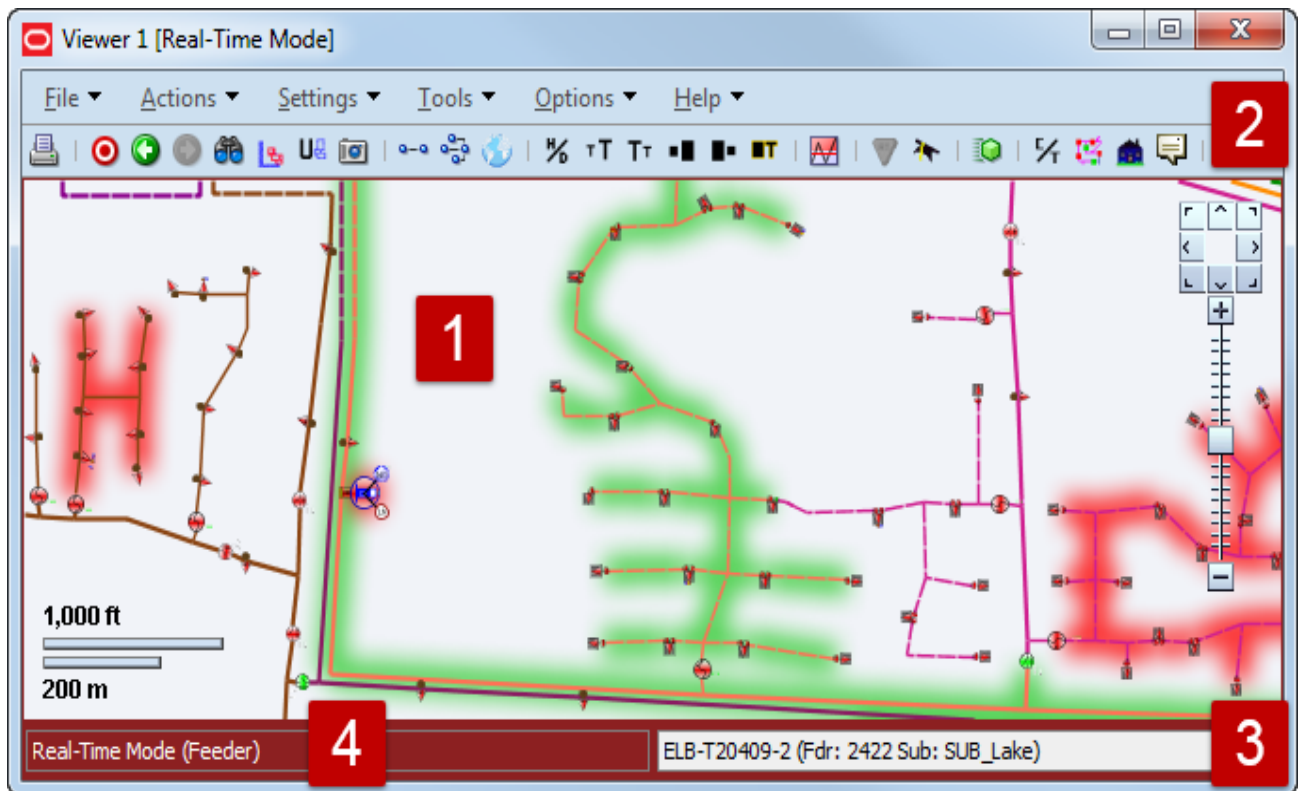 Viewer 1 [Real-Time Mode]
File Actions Settings Tools Options Help
2
1
1,000 ft
200 m
Real-Time Mode (Feeder)
4
ELB-T20409-2 (Fdr: 2422 Sub: SUB_Lake)
3